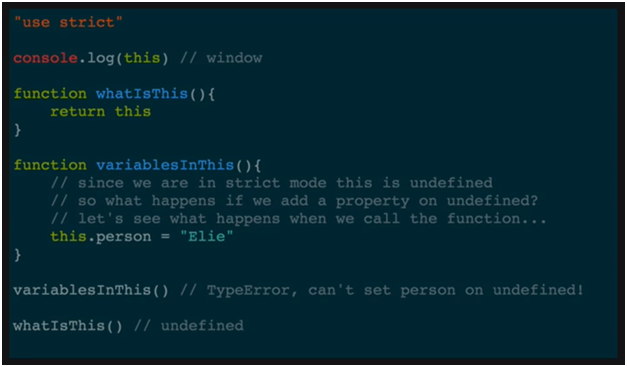 "use strict"
console.log(this) // window
function whatIsThis(){
return this
}
function variablesInThis(){
// since we are in strict mode this is undefined
// so what happens if we add a property on undefined?
// let's see what happens when we call the function...
this.person = "Elie"
}
variablesInThis() // TypeError, can't set person on undefined!
whatIsThis() // undefined